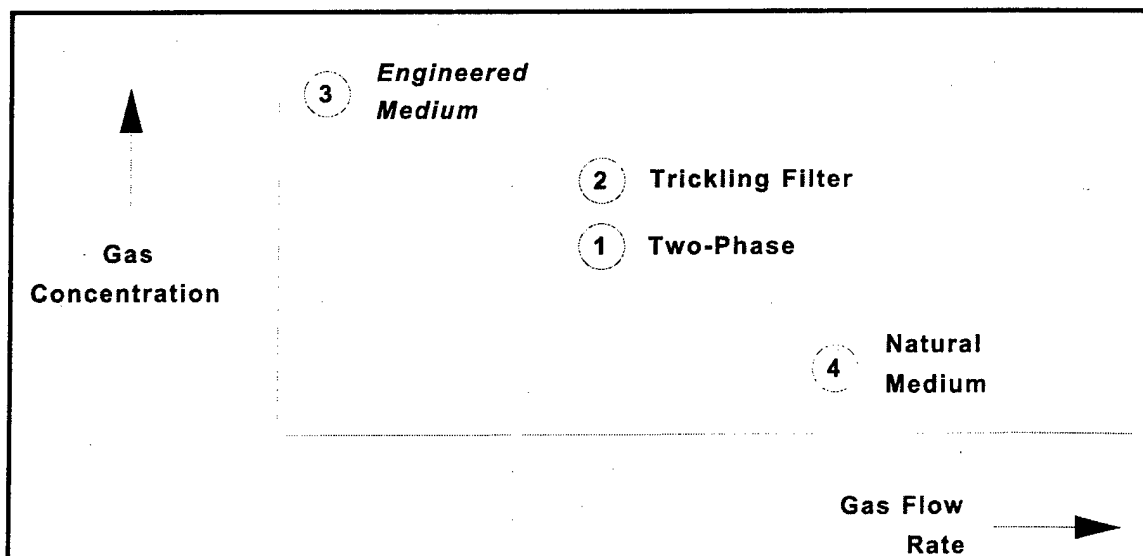 3 Engineered
Medium
2 Trickling Filter
1 Two-Phase
Gas
Concentration
4 Natural
Medium
Gas Flow
Rate